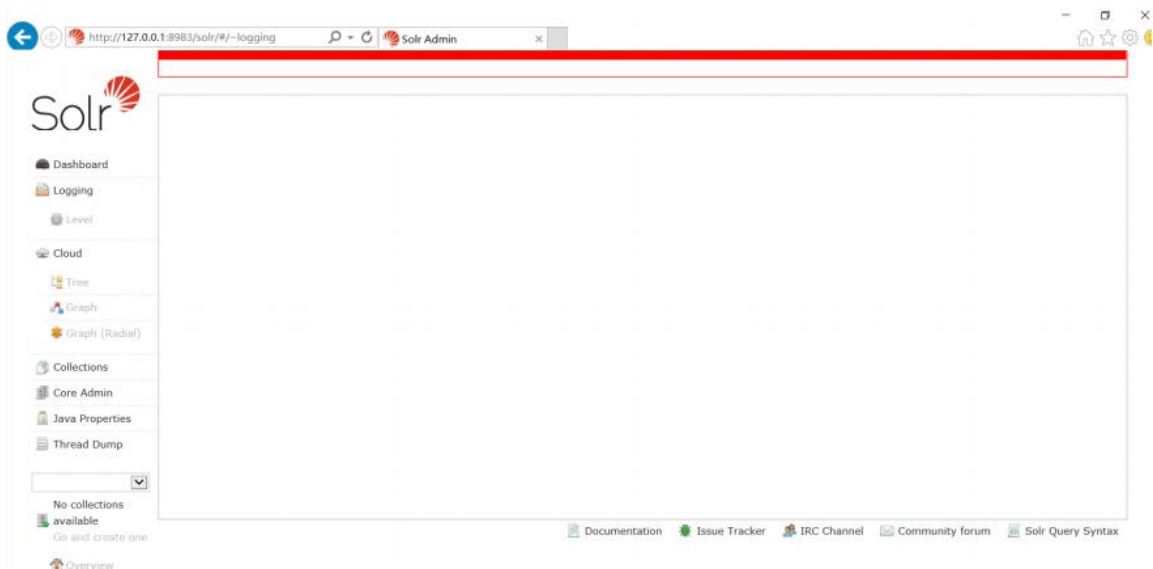 http://127.0.0.1:8983/solr/#/~logging
Solr Admin
Solr
Dashboard
Logging
Level
Cloud
Tree
Graph
Graph (Radial)
Collections
Core Admin
Java Properties
Thread Dump
No collections
available
Go and create one
Overview
Documentation Issue Tracker IRC Channel Community forum Solr Query Syntax